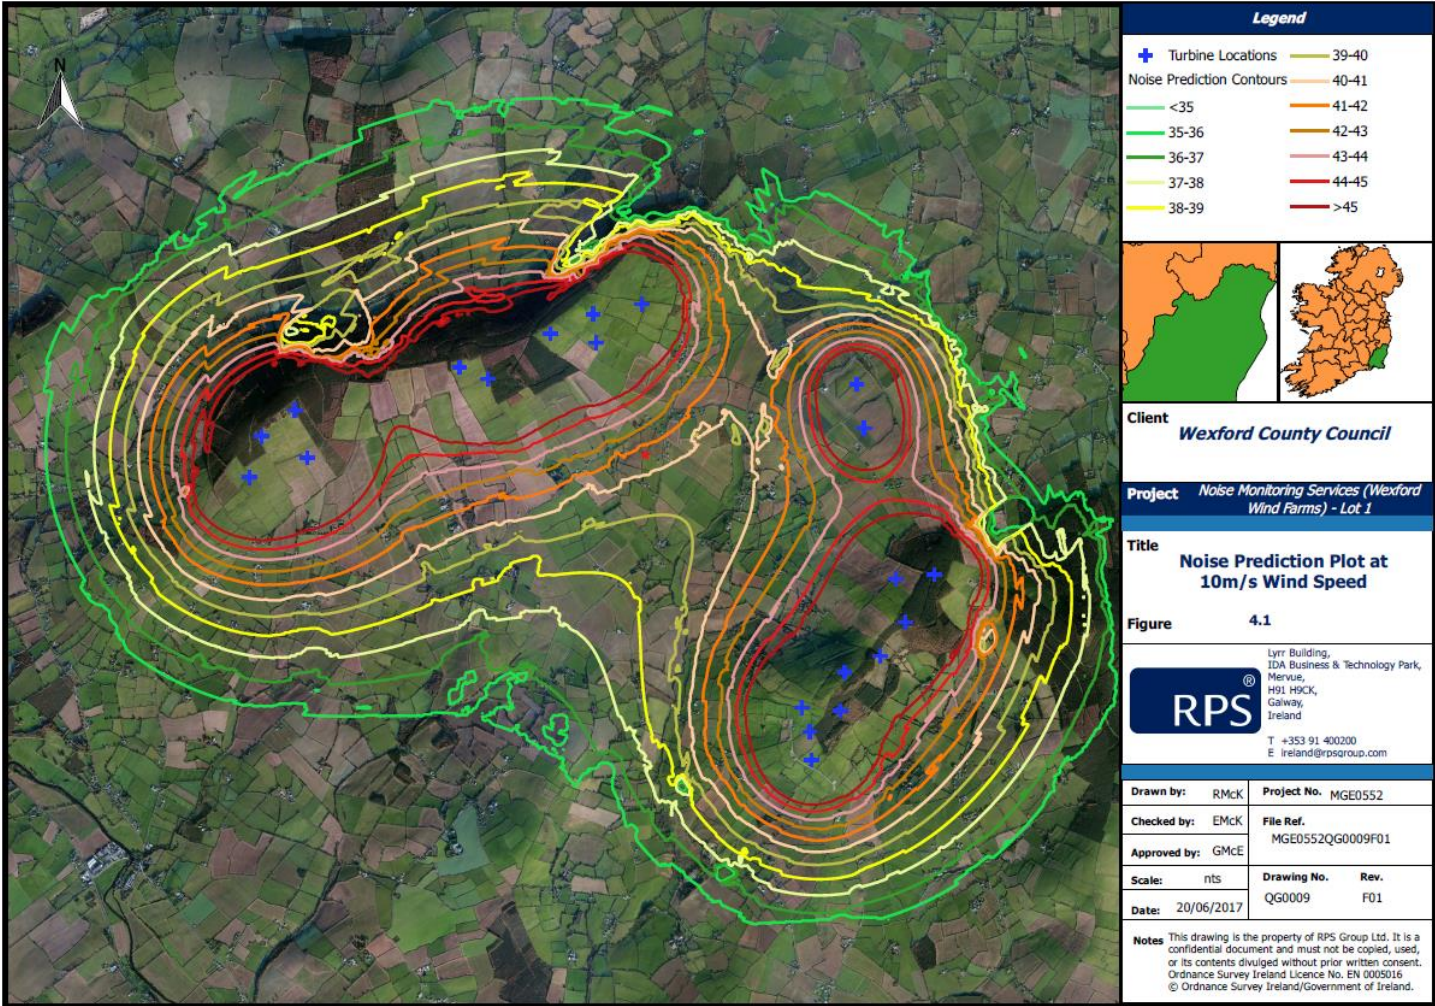 N
Legend
Turbine Locations
Noise Prediction Contours
<35
35-36
36-37
37-38
38-39
39-40
40-41
41-42
42-43
43-44
44-45
>45
Client
Wexford County Council
Project
Noise Monitoring Services (Wexford
Wind Farms) - Lot 1
Title
Noise Prediction Plot at
10m/s Wind Speed
Figure
4.1
RPS®
Lyrr Building,
IDA Business & Technology Park,
Mervue,
H91 H9CK,
Galway,
Ireland
T +353 91 400200
E ireland@rpsgroup.com
Drawn by: RMcK
Project No. MGE0552
Checked by: EMcK
File Ref.
MGE0552QG0009F01
Approved by: GMcE
Scale: nts
Drawing No. Rev.
QG0009 F01
Date: 20/06/2017
Notes This drawing is the property of RPS Group Ltd. It is a
confidential document and must not be copied, used,
or its contents divulged without prior written consent.
Ordnance Survey Ireland Licence No. EN 0005016
© Ordnance Survey Ireland/Government of Ireland.